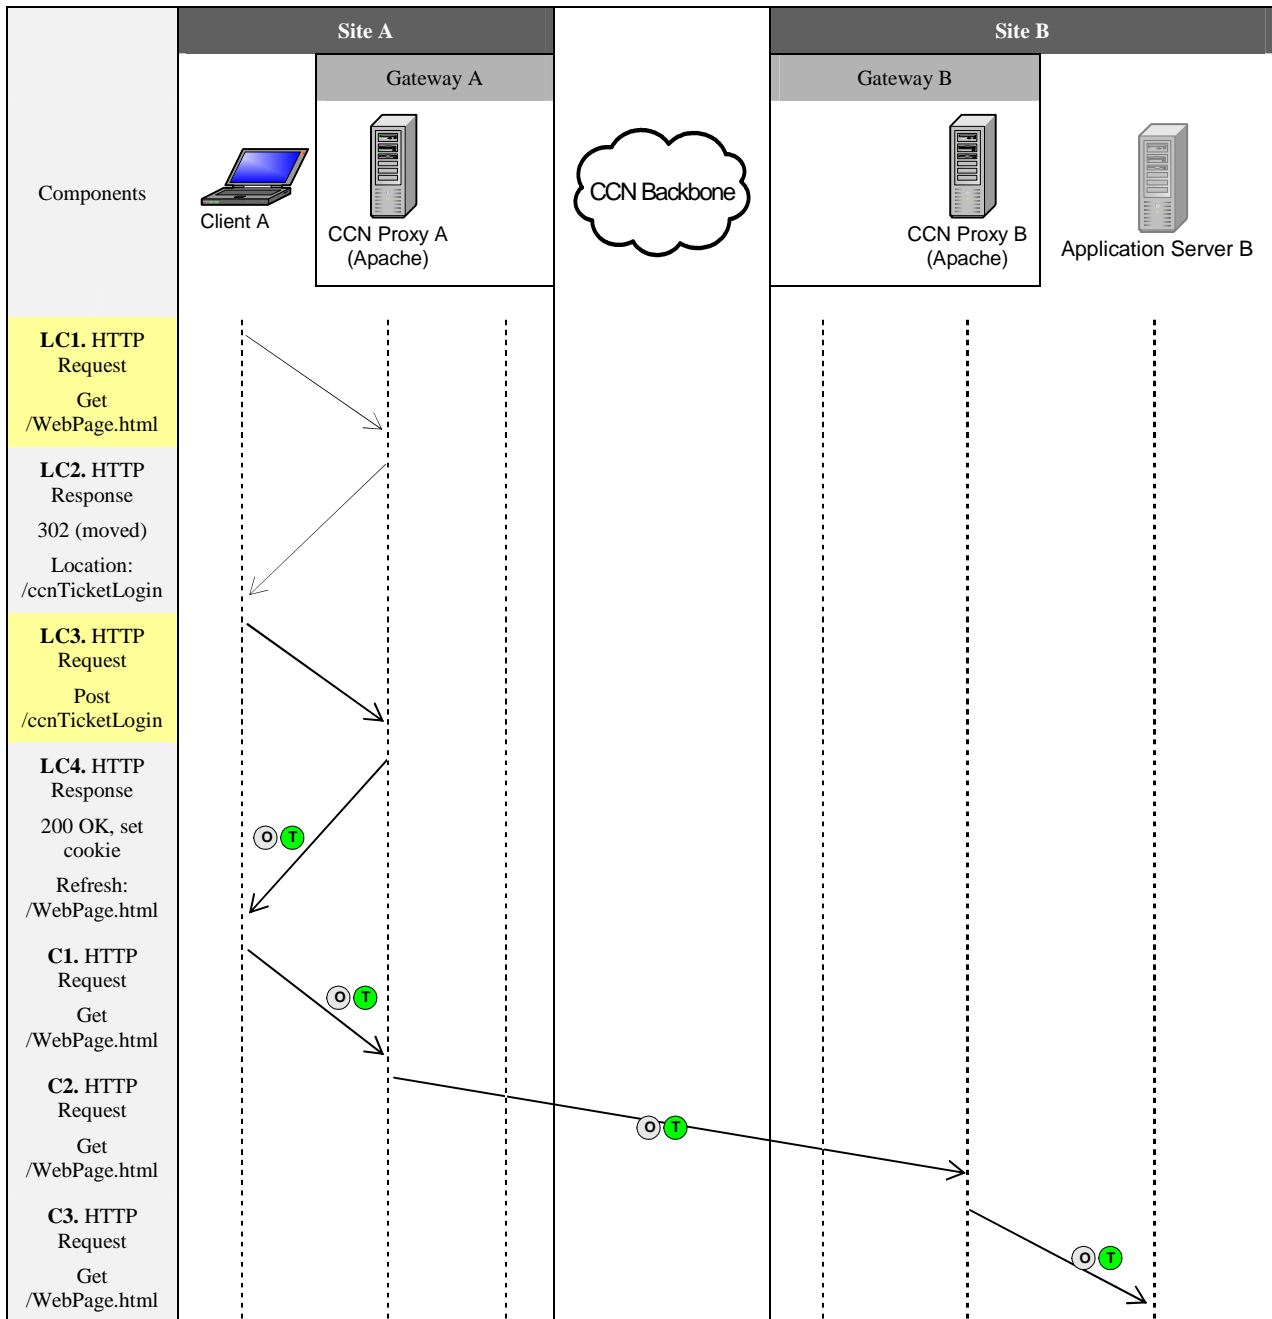 Site A
Site B
Gateway A
Gateway B
Components
Client A
CCN Proxy A
(Apache)
CCN Backbone
CCN Proxy B
(Apache)
Application Server B
LC1. HTTP
Request
Get
/WebPage.html
LC2. HTTP
Response
302 (moved)
Location:
/ccnTicketLogin
LC3. HTTP
Request
Post
/ccnTicketLogin
LC4. HTTP
Response
200 OK, set
cookie
Refresh:
/WebPage.html
O T
C1. HTTP
Request
Get
/WebPage.html
O T
C2. HTTP
Request
Get
/WebPage.html
O T
C3. HTTP
Request
Get
/WebPage.html
O T